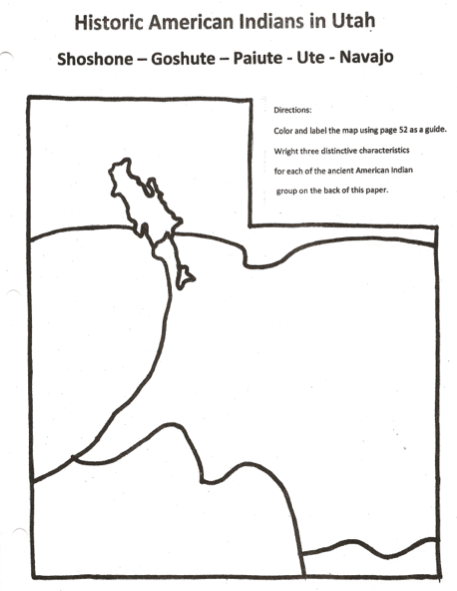 Historic American Indians in Utah
Shoshone – Goshute – Paiute - Ute - Navajo
Directions:
Color and label the map using page 52 as a guide.
Wright three distinctive characteristics
for each of the ancient American Indian
group on the back of this paper.